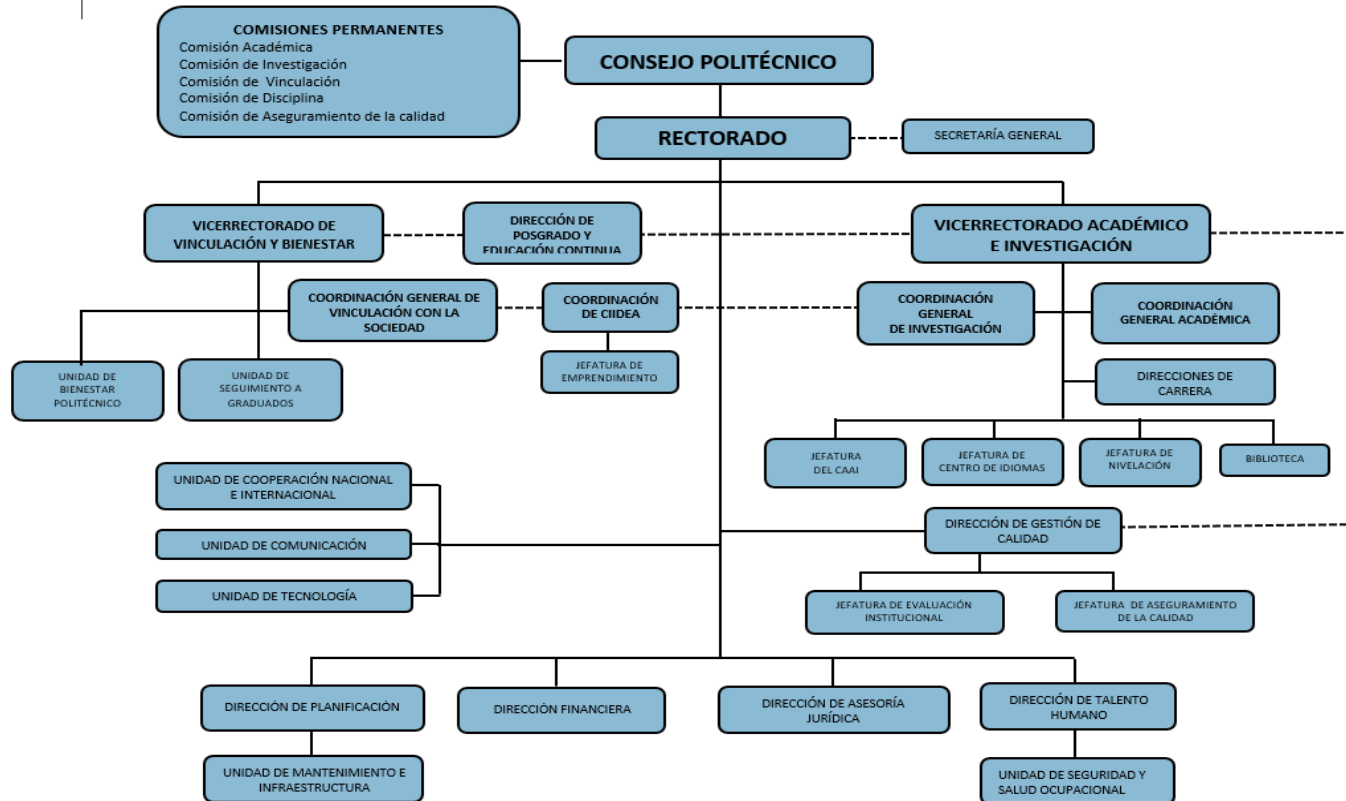 COMISIONES PERMANENTES
Comisión Académica
Comisión de Investigación
Comisión de Vinculación
Comisión de Disciplina
Comisión de Aseguramiento de la calidad
CONSEJO POLITÉCNICO
RECTORADO
SECRETARÍA GENERAL
VICERRECTORADO DE
VINCULACIÓN Y BIENESTAR
DIRECCIÓN DE
POSGRADO Y
EDUCACIÓN CONTINUA
VICERRECTORADO ACADÉMICO
E INVESTIGACIÓN
COORDINACIÓN GENERAL DE
VINCULACIÓN CON LA
SOCIEDAD
COORDINACIÓN
DE CIIDEA
COORDINACIÓN
GENERAL
DE INVESTIGACIÓN
COORDINACIÓN
GENERAL ACADÉMICA
UNIDAD DE
BIENESTAR
POLITÉCNICO
UNIDAD DE
SEGUIMIENTO A
GRADUADOS
JEFATURA DE
EMPRENDIMIENTO
DIRECCIONES DE
CARRERA
JEFATURA
DEL CAAI
JEFATURA DE
CENTRO DE IDIOMAS
JEFATURA DE
NIVELACIÓN
BIBLIOTECA
UNIDAD DE COOPERACIÓN NACIONAL
E INTERNACIONAL
UNIDAD DE COMUNICACIÓN
UNIDAD DE TECNOLOGÍA
DIRECCIÓN DE GESTIÓN DE
CALIDAD
JEFATURA DE EVALUACIÓN
INSTITUCIONAL
JEFATURA DE ASEGURAMIENTO
DE LA CALIDAD
DIRECCIÓN DE PLANIFICACIÓN
DIRECCIÓN FINANCIERA
DIRECCIÓN DE ASESORÍA
JURÍDICA
DIRECCIÓN DE TALENTO
HUMANO
UNIDAD DE MANTENIMIENTO E
INFRAESTRUCTURA
UNIDAD DE SEGURIDAD Y
SALUD OCUPACIONAL